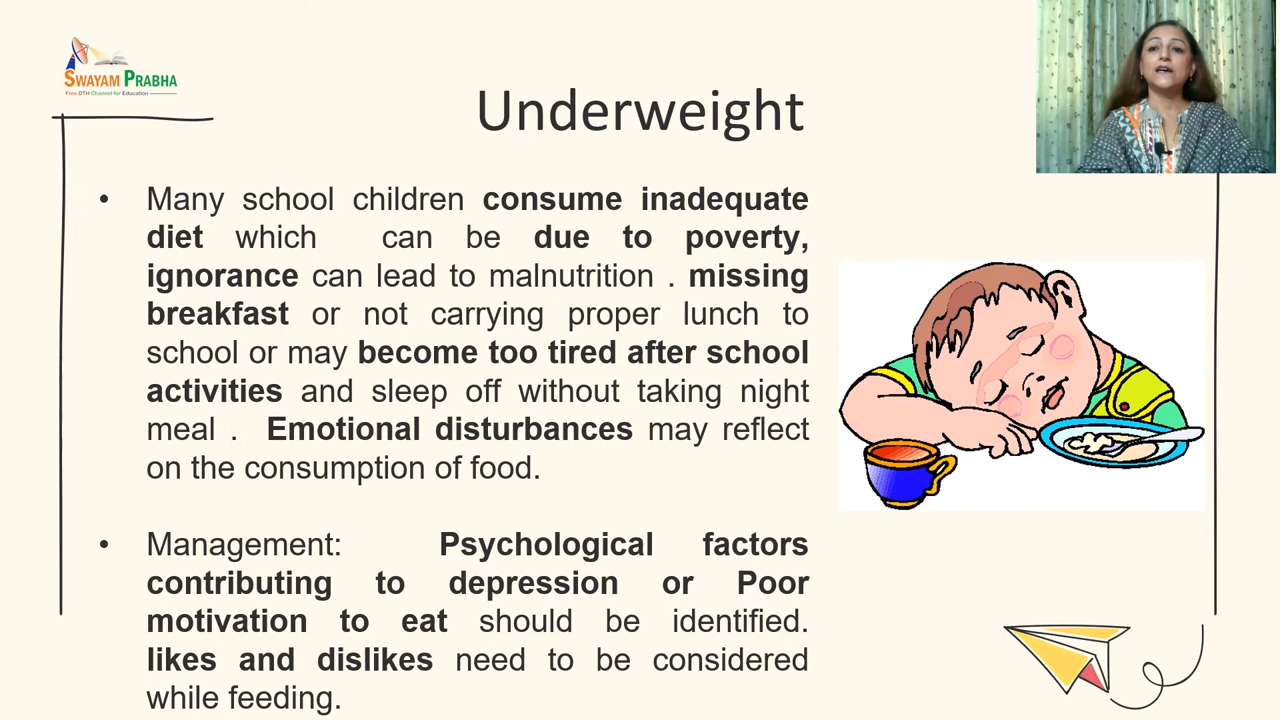 SWAYAM PRABHA
Free DTH Channel for Education
Underweight
• Many school children consume inadequate
diet which can be due to poverty,
ignorance can lead to malnutrition . missing
breakfast or not carrying proper lunch to
school or may become too tired after school
activities and sleep off without taking night
meal . Emotional disturbances may reflect
on the consumption of food.
• Management: Psychological factors
contributing to depression or Poor
motivation to eat should be identified.
likes and dislikes need to be considered
while feeding.